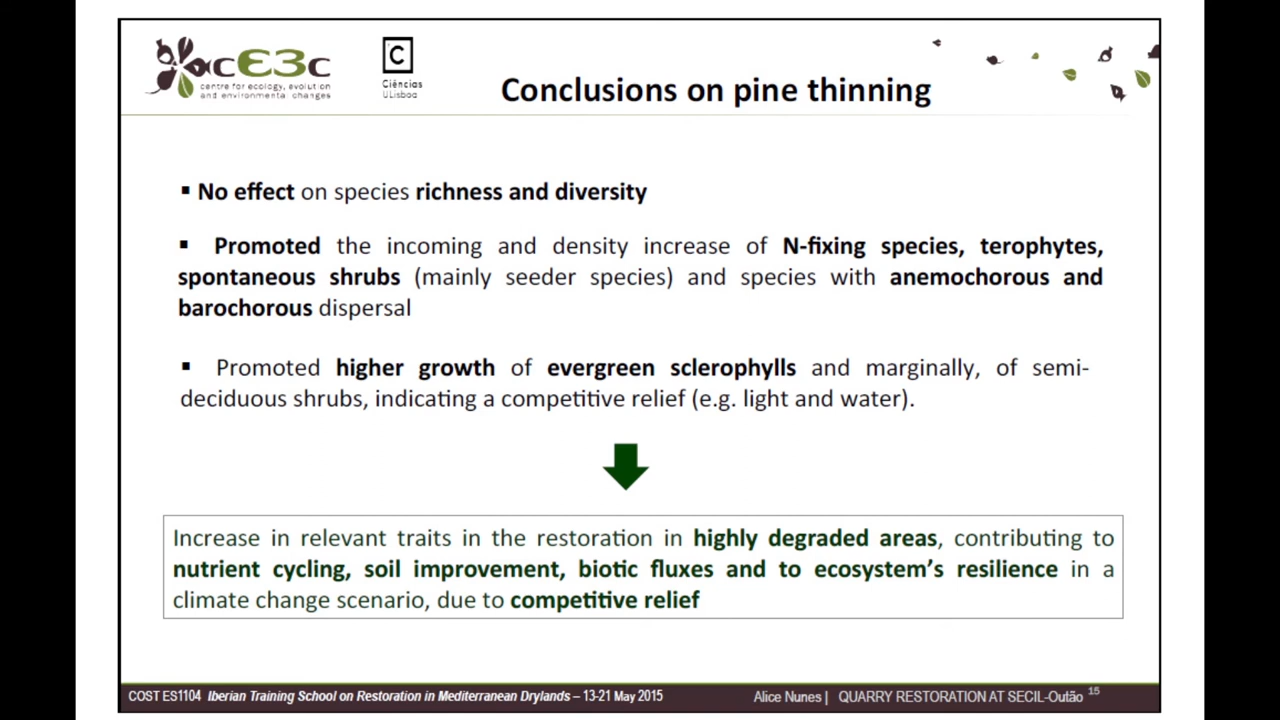 cE3c
centre for ecology, evolution
and environmental changes
C
Ciências
ULisboa
Conclusions on pine thinning
▪ No effect on species richness and diversity
▪ Promoted the incoming and density increase of N-fixing species, terophytes,
spontaneous shrubs (mainly seeder species) and species with anemochorous and
barochorous dispersal
▪ Promoted higher growth of evergreen sclerophylls and marginally, of semi-
deciduous shrubs, indicating a competitive relief (e.g. light and water).
Increase in relevant traits in the restoration in highly degraded areas, contributing to
nutrient cycling, soil improvement, biotic fluxes and to ecosystem's resilience in a
climate change scenario, due to competitive relief
COST ES1104 Iberian Training School on Restoration in Mediterranean Drylands – 13-21 May 2015
Alice Nunes | QUARRY RESTORATION AT SECIL-Outão 15